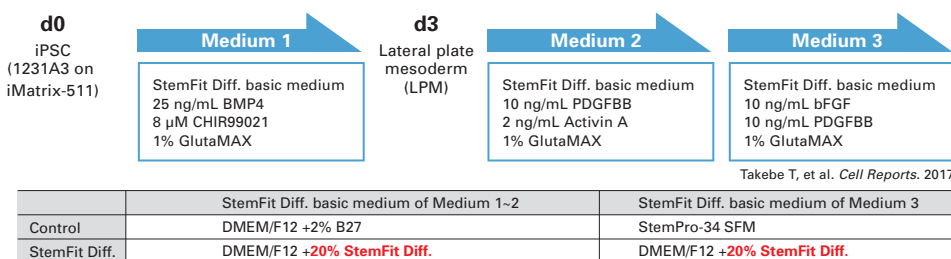 d0
iPSC
(1231A3 on
iMatrix-511)
Medium 1
StemFit Diff. basic medium
25 ng/mL BMP4
8 µM CHIR99021
1% GlutaMAX
d3
Lateral plate
mesoderm
(LPM)
Medium 2
StemFit Diff. basic medium
10 ng/mL PDGFBB
2 ng/mL Activin A
1% GlutaMAX
Medium 3
StemFit Diff. basic medium
10 ng/mL bFGF
10 ng/mL PDGFBB
1% GlutaMAX
Takebe T, et al. Cell Reports. 2017
StemFit Diff. basic medium of Medium 1~2 StemFit Diff. basic medium of Medium 3
Control DMEM/F12 +2% B27 StemPro-34 SFM
StemFit Diff. DMEM/F12 +20% StemFit Diff. DMEM/F12 +20% StemFit Diff.